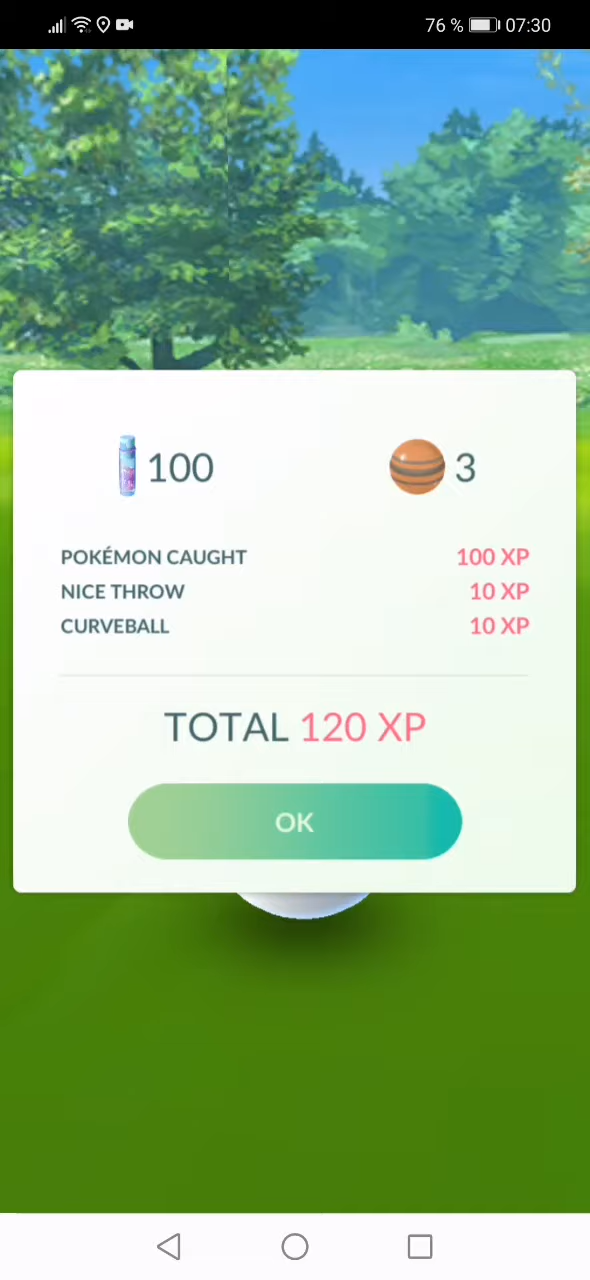 76 % 07:30
100 3
POKÉMON CAUGHT 100 XP
NICE THROW 10 XP
CURVEBALL 10 XP
TOTAL 120 XP
OK